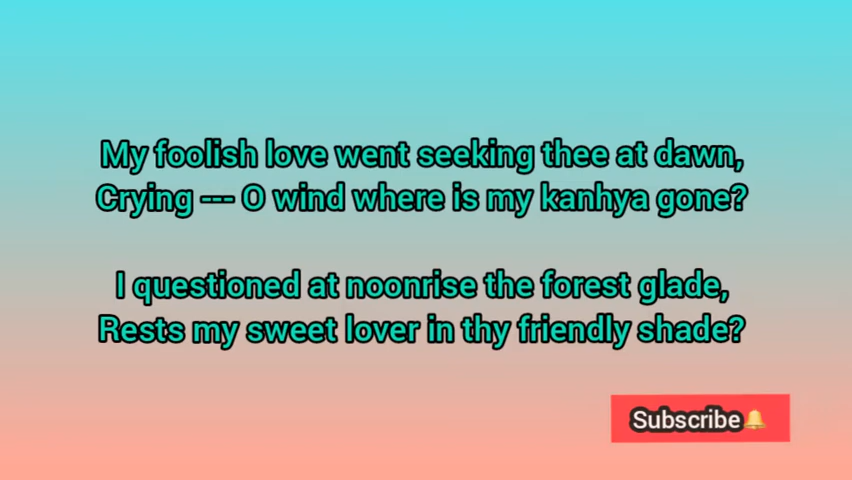 My foolish love went seeking thee at dawn,
Crying --- O wind where is my kanhya gone?
I questioned at noonrise the forest glade,
Rests my sweet lover in thy friendly shade?
Subscribe